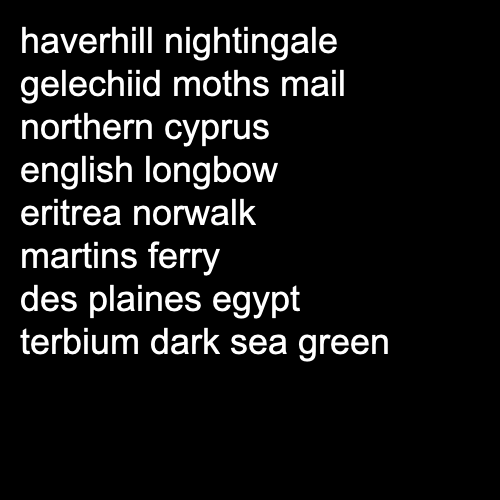 haverhill nightingale
gelechiid moths mail
northern cyprus
english longbow
eritrea norwalk
martins ferry
des plaines egypt
terbium dark sea green